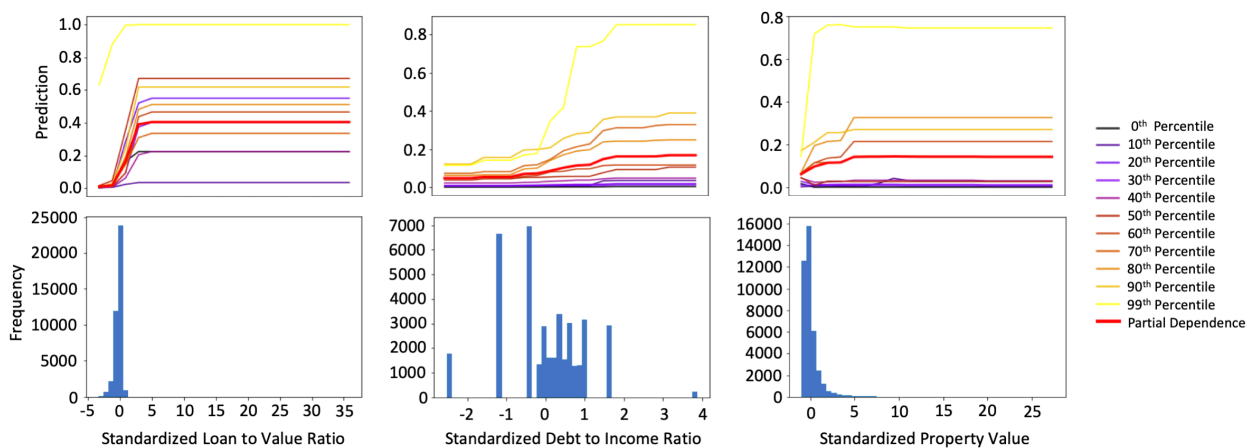 Prediction
1.0
0.8
0.6
0.4
0.2
0.0
0.8
0.6
0.4
0.2
0.0
0.8
0.6
0.4
0.2
0.0
Frequency
25000
20000
15000
10000
5000
0
-5 0 5 10 15 20 25 30 35
Standardized Loan to Value Ratio
7000
6000
5000
4000
3000
2000
1000
0
-2 -1 0 1 2 3 4
Standardized Debt to Income Ratio
16000
14000
12000
10000
8000
6000
4000
2000
0
0 5 10 15 20 25
Standardized Property Value
0th Percentile
10th Percentile
20th Percentile
30th Percentile
40th Percentile
50th Percentile
60th Percentile
70th Percentile
80th Percentile
90th Percentile
99th Percentile
Partial Dependence